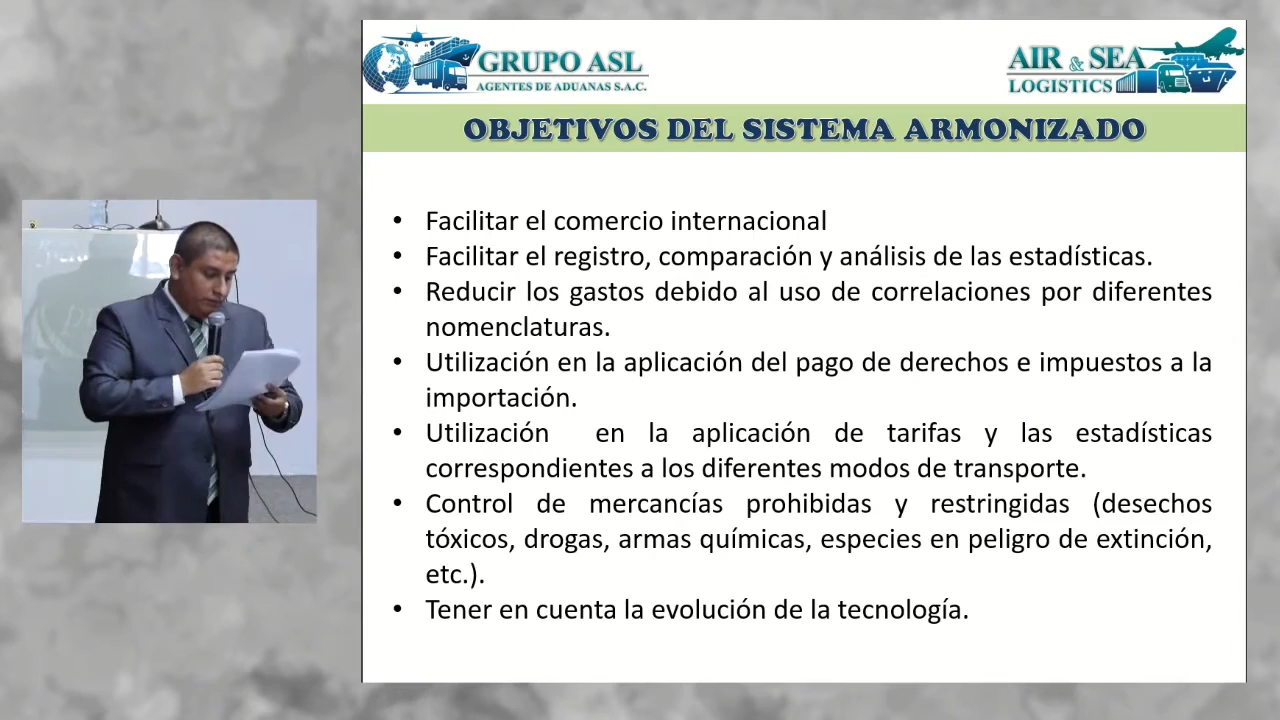 GRUPO ASL
AGENTES DE ADUANAS S.A.C.
AIR & SEA
LOGISTICS
OBJETIVOS DEL SISTEMA ARMONIZADO
• Facilitar el comercio internacional
• Facilitar el registro, comparación y análisis de las estadísticas.
• Reducir los gastos debido al uso de correlaciones por diferentes
nomenclaturas.
• Utilización en la aplicación del pago de derechos e impuestos a la
importación.
• Utilización en la aplicación de tarifas y las estadísticas
correspondientes a los diferentes modos de transporte.
• Control de mercancías prohibidas y restringidas (desechos
tóxicos, drogas, armas químicas, especies en peligro de extinción,
etc.).
• Tener en cuenta la evolución de la tecnología.